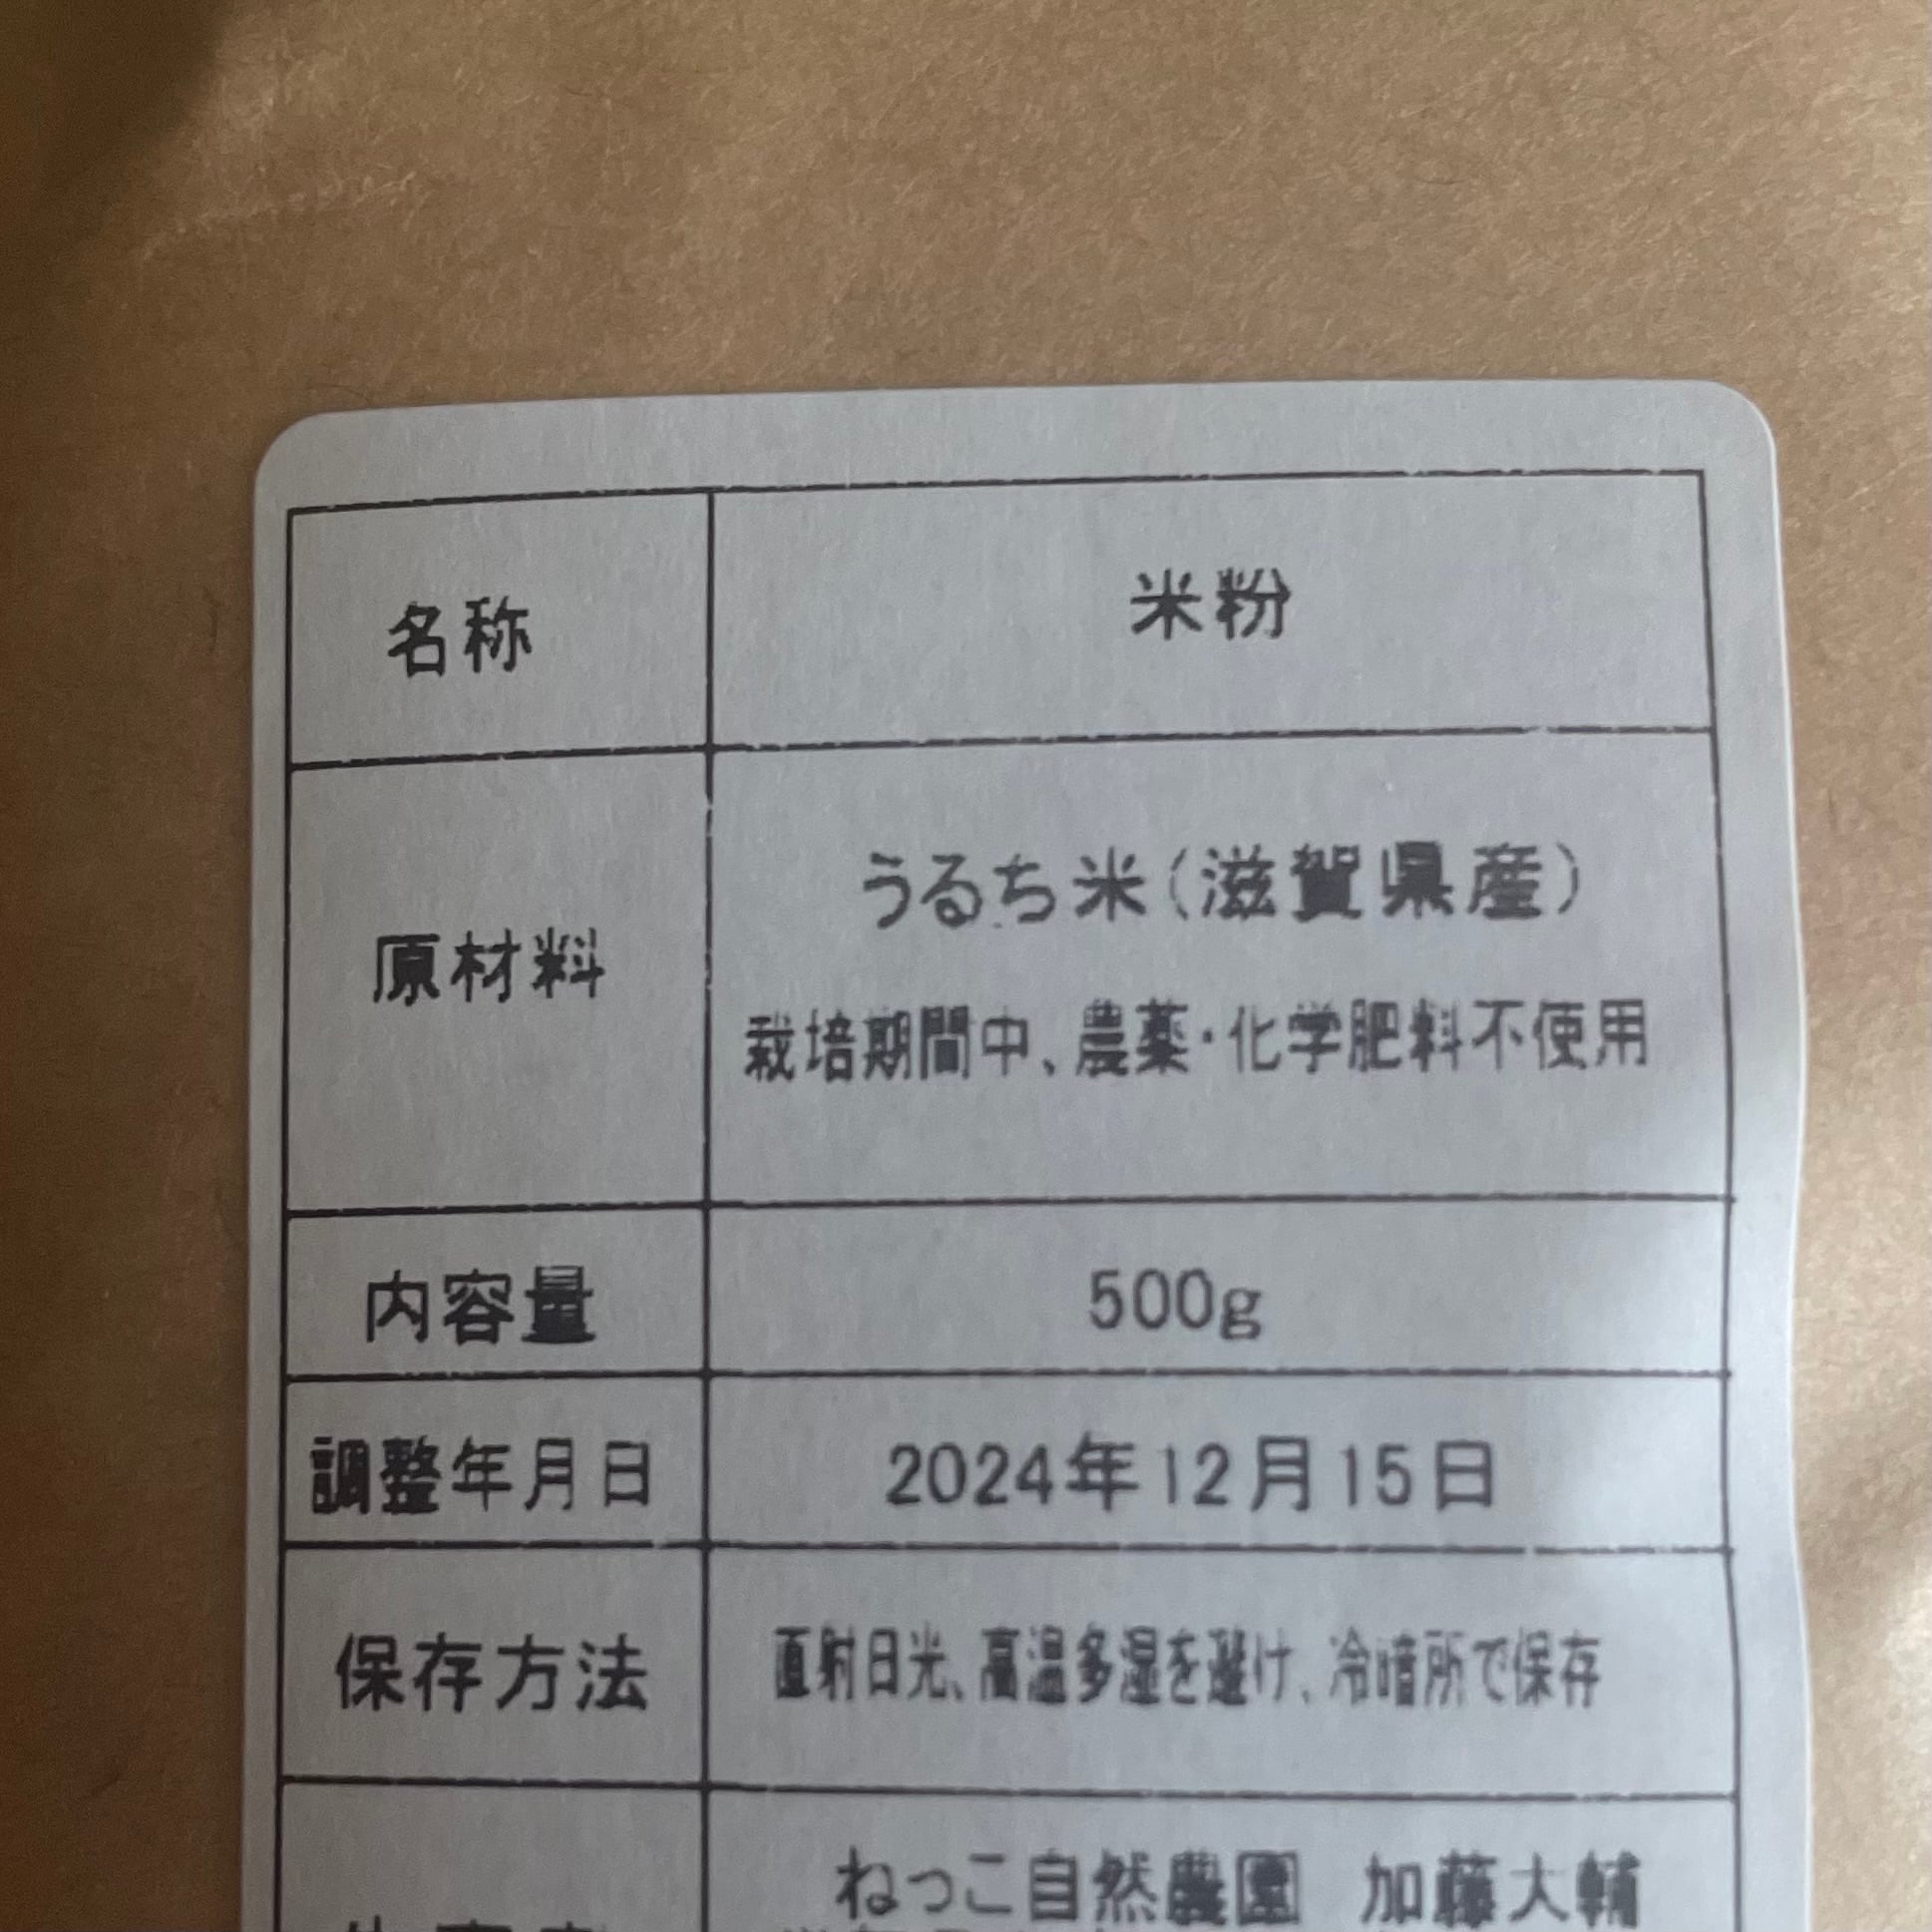 名称
米粉
原材料
うるち米(滋賀県産)
栽培期間中、農薬・化学肥料不使用
内容量
500g
調整年月日
2024年12月15日
保存方法
直射日光、高温多湿を避け、冷暗所で保存
ねっこ自然農園 加藤大輔